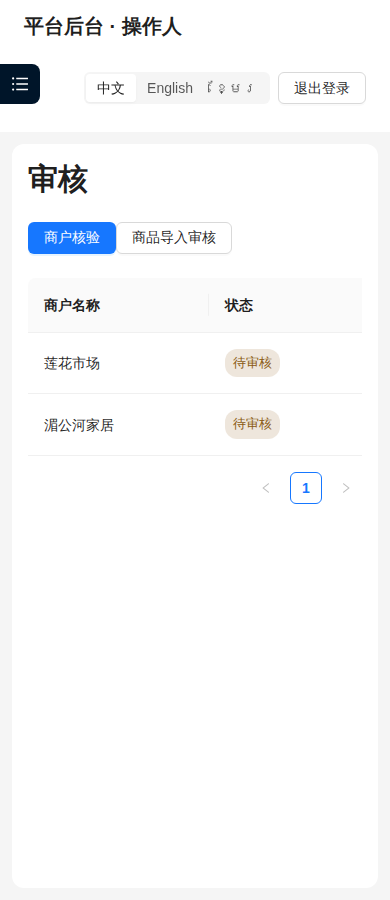 平台后台 · 操作人
中文 English ខ្មែរ 退出登录
审核
商户核验 商品导入审核
商户名称 状态
莲花市场 待审核
湄公河家居 待审核
1